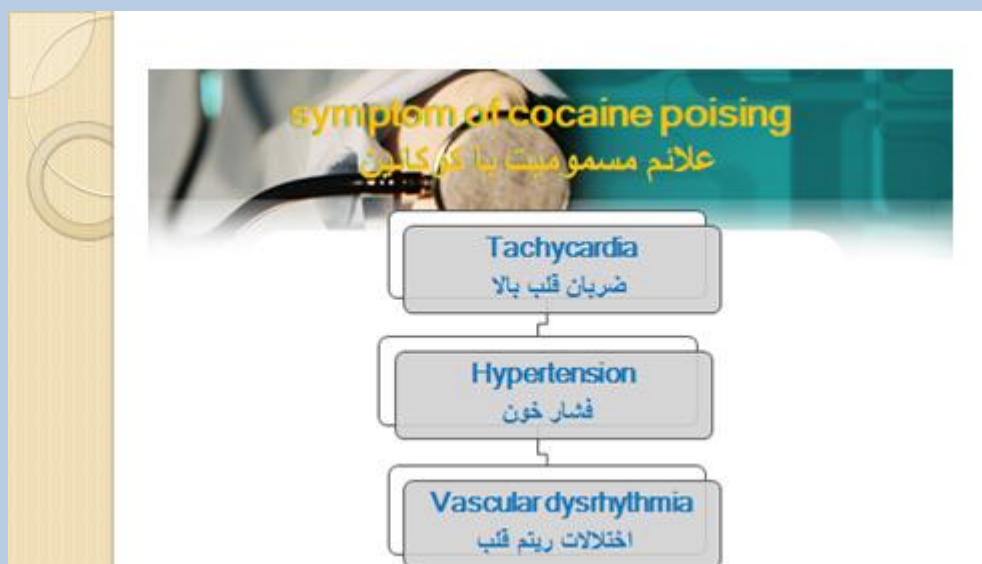 symptom of cocaine poising
علائم مسمومیت با کوکائین
Tachycardia
ضربان قلب بالا
Hypertension
فشار خون
Vascular dysrhythmia
اختلالات ریتم قلب